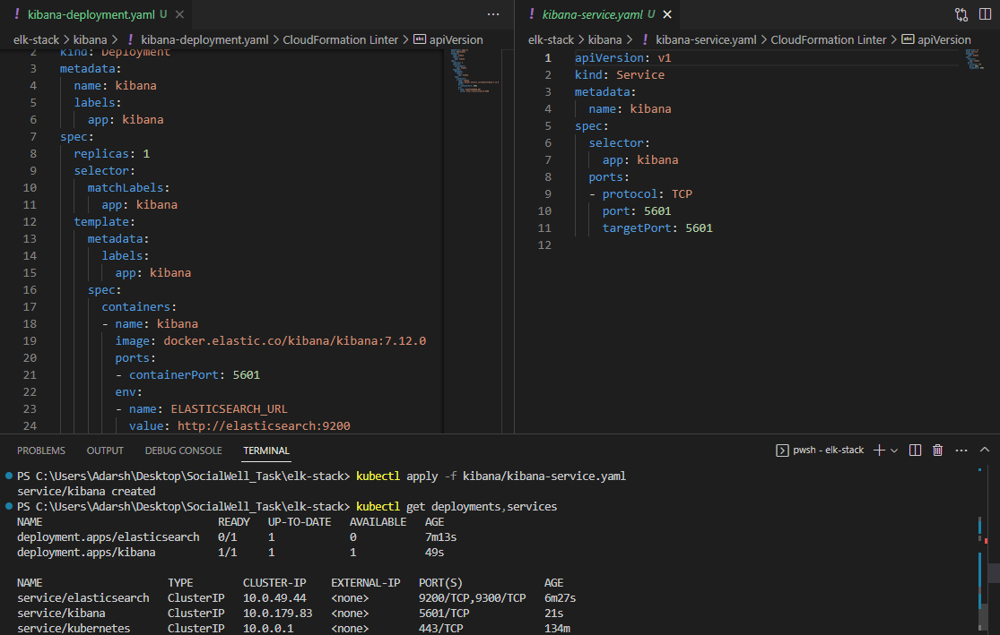 ! kibana-deployment.yaml U ×
elk-stack > kibana > ! kibana-deployment.yaml > CloudFormation Linter > abc apiVersion
2 kind: Deployment
3 metadata:
4 name: kibana
5 labels:
6 app: kibana
7 spec:
8 replicas: 1
9 selector:
10 matchLabels:
11 app: kibana
12 template:
13 metadata:
14 labels:
15 app: kibana
16 spec:
17 containers:
18 - name: kibana
19 image: docker.elastic.co/kibana/kibana:7.12.0
20 ports:
21 - containerPort: 5601
22 env:
23 - name: ELASTICSEARCH_URL
24 value: http://elasticsearch:9200
! kibana-service.yaml U ×
elk-stack > kibana > ! kibana-service.yaml > CloudFormation Linter > abc apiVersion
1 apiVersion: v1
2 kind: Service
3 metadata:
4 name: kibana
5 spec:
6 selector:
7 app: kibana
8 ports:
9 - protocol: TCP
10 port: 5601
11 targetPort: 5601
12
PROBLEMS OUTPUT DEBUG CONSOLE TERMINAL pwsh - elk-stack
PS C:\Users\Adarsh\Desktop\SocialWell_Task\elk-stack> kubectl apply -f kibana/kibana-service.yaml
service/kibana created
PS C:\Users\Adarsh\Desktop\SocialWell_Task\elk-stack> kubectl get deployments,services
NAME READY UP-TO-DATE AVAILABLE AGE
deployment.apps/elasticsearch 0/1 1 0 7m13s
deployment.apps/kibana 1/1 1 1 49s
NAME TYPE CLUSTER-IP EXTERNAL-IP PORT(S) AGE
service/elasticsearch ClusterIP 10.0.49.44 <none> 9200/TCP,9300/TCP 6m27s
service/kibana ClusterIP 10.0.179.83 <none> 5601/TCP 21s
service/kubernetes ClusterIP 10.0.0.1 <none> 443/TCP 134m